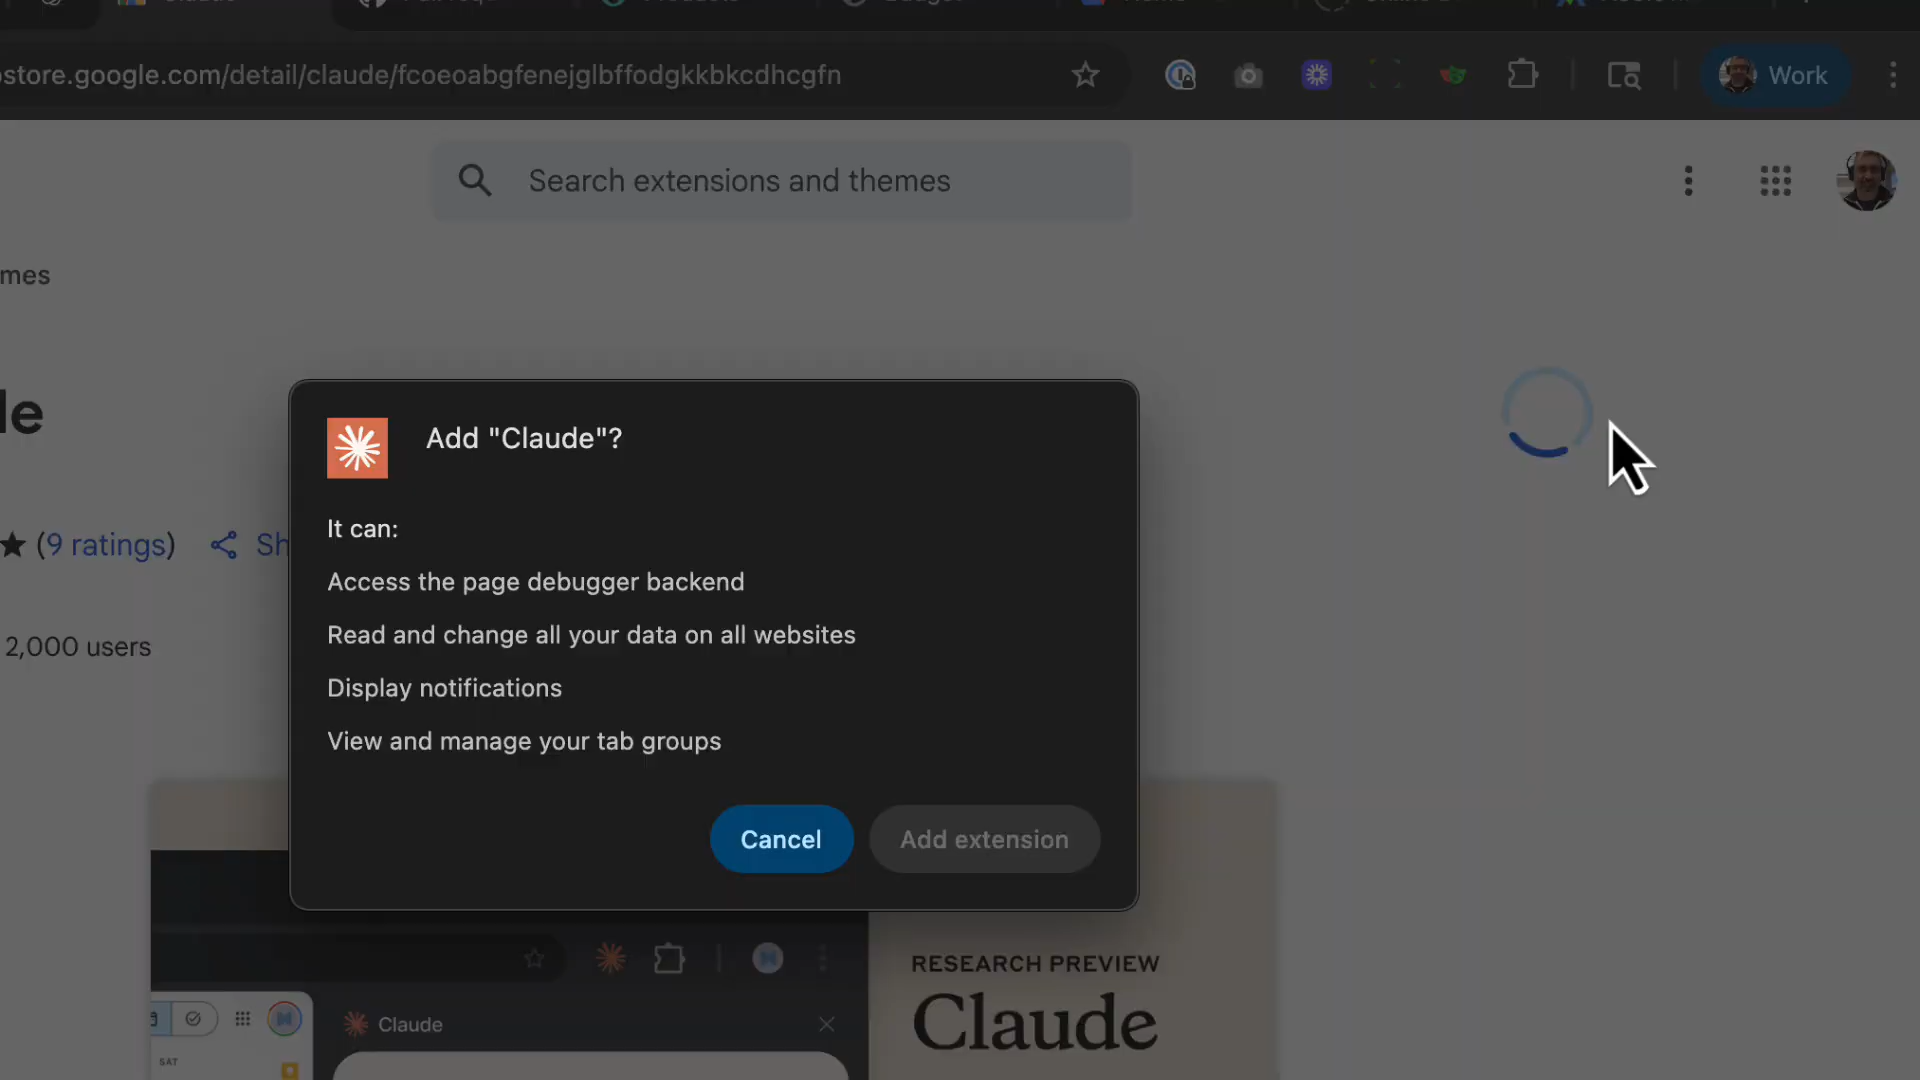 store.google.com/detail/claude/fcoeoabgfenejglbffodgkkbkcdhcgfn
Work
Search extensions and themes
mes
le
Add "Claude"?
It can:
(9 ratings)
Sh
Access the page debugger backend
Read and change all your data on all websites
2,000 users
Display notifications
View and manage your tab groups
Cancel
Add extension
RESEARCH PREVIEW
Claude
Claude
SAT